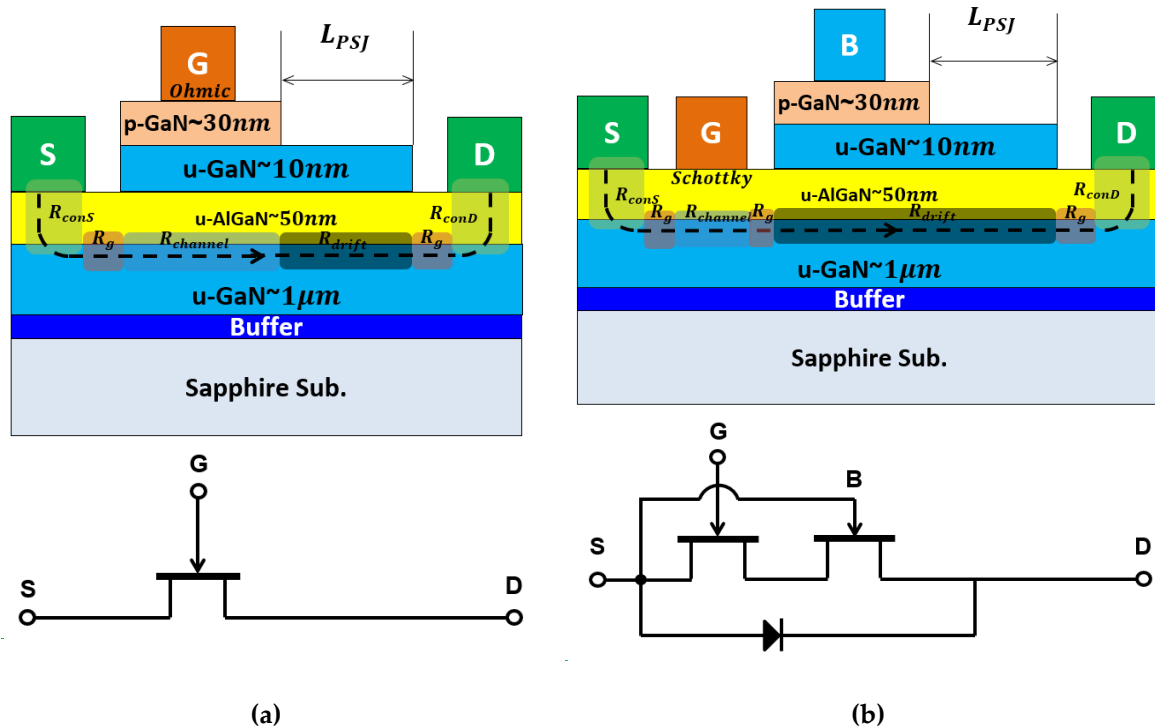 G
Ohmic
L_PSJ
p-GaN~30nm
S
D
u-GaN~10nm
R_conS
u-AlGaN~50nm
R_conD
R_g
R_channel
R_drift
R_g
u-GaN~1μm
Buffer
Sapphire Sub.
G
S
D
(a)
B
L_PSJ
p-GaN~30nm
S
G
D
u-GaN~10nm
Schottky
R_conS
u-AlGaN~50nm
R_conD
R_g
R_channel
R_g
R_drift
R_g
u-GaN~1μm
Buffer
Sapphire Sub.
G
B
S
D
(b)